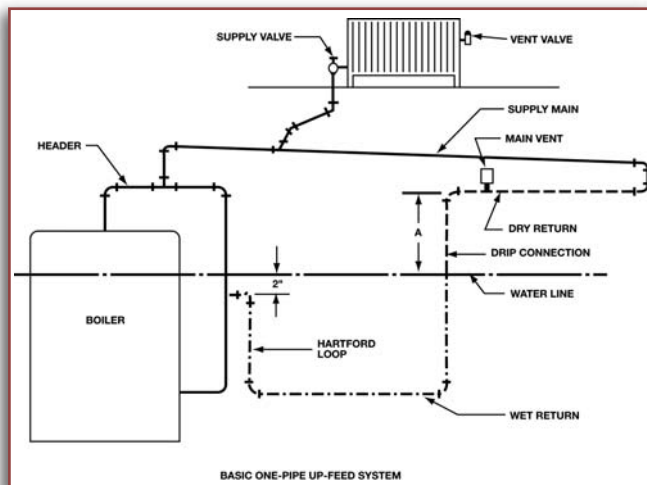 SUPPLY VALVE
VENT VALVE
SUPPLY MAIN
MAIN VENT
HEADER
A
DRY RETURN
DRIP CONNECTION
2"
WATER LINE
BOILER
HARTFORD
LOOP
WET RETURN
BASIC ONE-PIPE UP-FEED SYSTEM